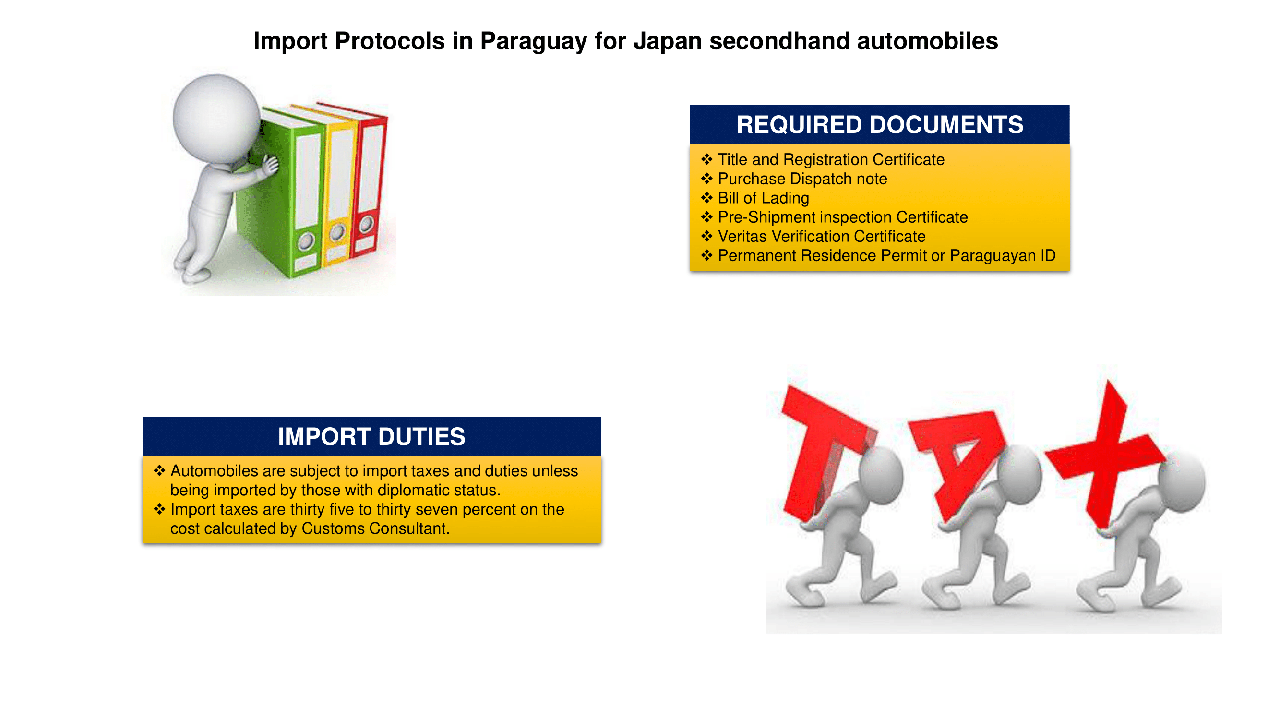 Import Protocols in Paraguay for Japan secondhand automobiles
REQUIRED DOCUMENTS
❖ Title and Registration Certificate
❖ Purchase Dispatch note
❖ Bill of Lading
❖ Pre-Shipment inspection Certificate
❖ Veritas Verification Certificate
❖ Permanent Residence Permit or Paraguayan ID
IMPORT DUTIES
❖ Automobiles are subject to import taxes and duties unless
being imported by those with diplomatic status.
❖ Import taxes are thirty five to thirty seven percent on the
cost calculated by Customs Consultant.
TAX